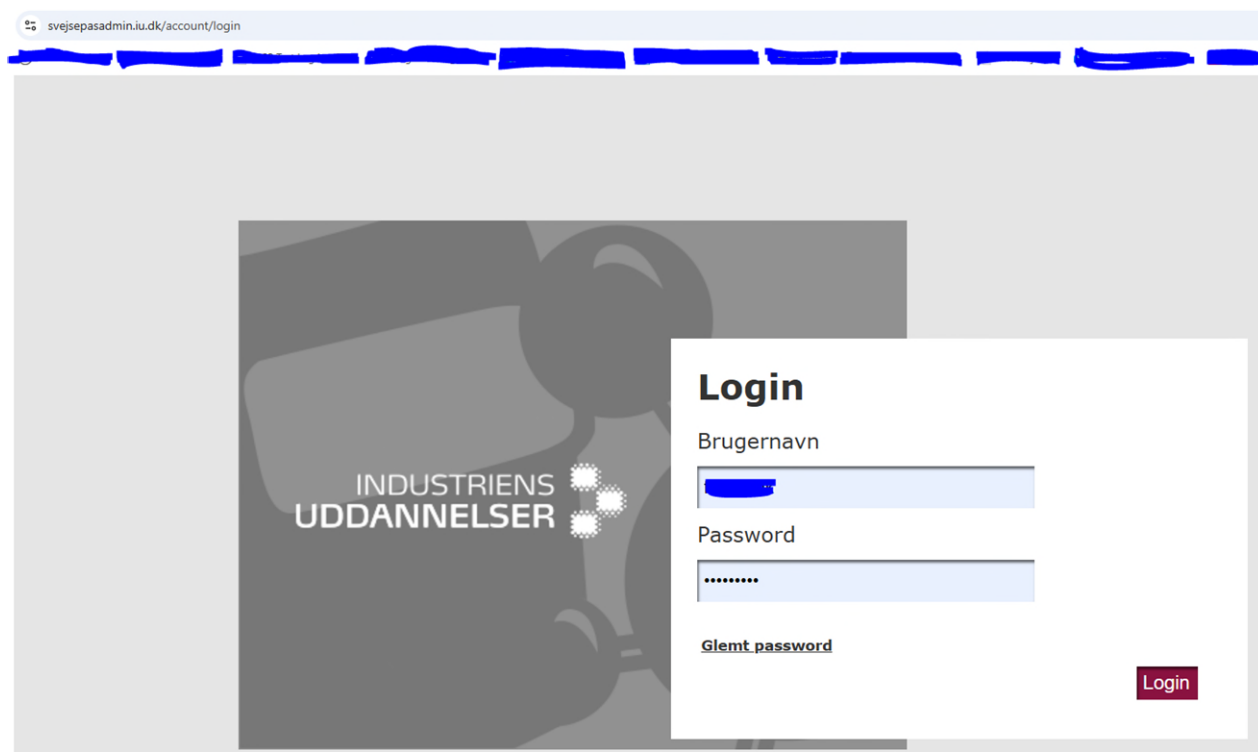 svejsepasadmin.iu.dk/account/login
INDUSTRIENS
UDDANNELSER
Login
Brugernavn
Password
•••••••••
Glemt password
Login